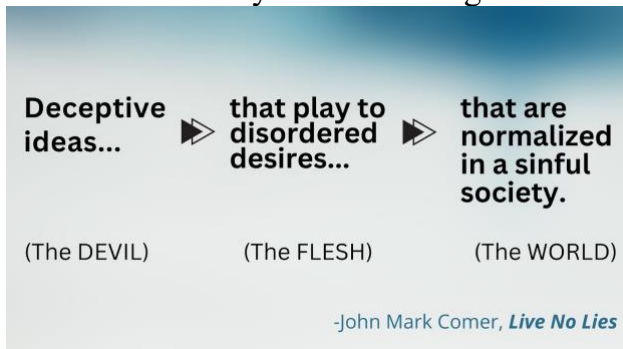 Deceptive
ideas...
that play to
disordered
desires...
that are
normalized
in a sinful
society.
(The DEVIL)
(The FLESH)
(The WORLD)
-John Mark Comer, Live No Lies